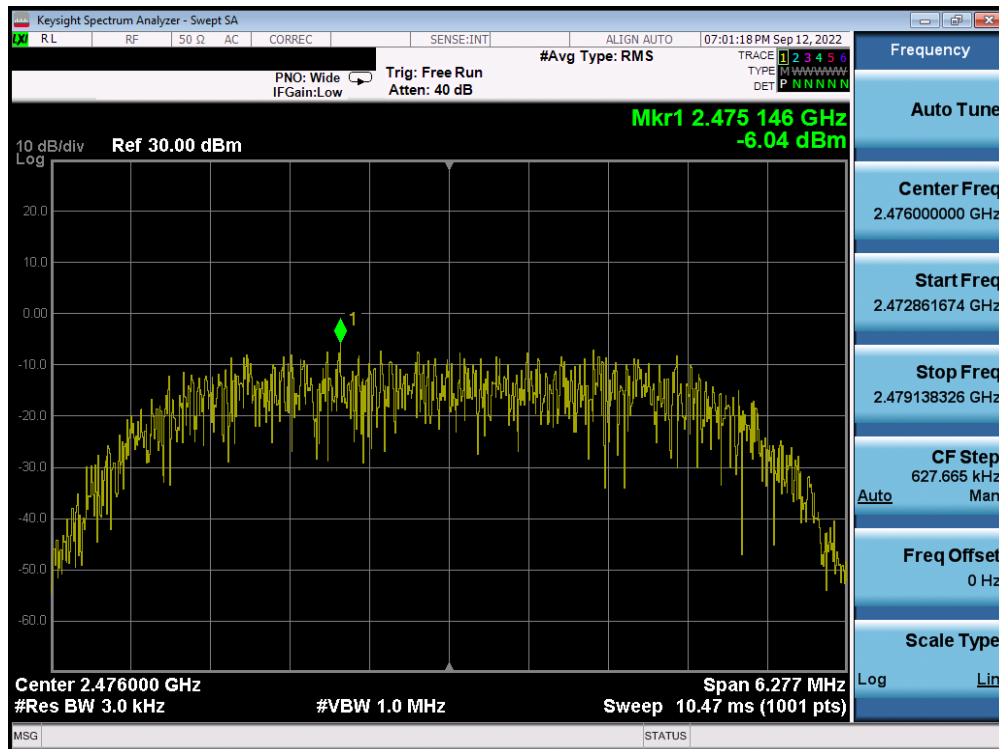 Keysight Spectrum Analyzer - Swept SA
LXI RL RF 50 Ω AC CORREC SENSE:INT ALIGN AUTO 07:01:18 PM Sep 12, 2022
#Avg Type: RMS
TRACE 1 2 3 4 5 6
TYPE M W W W W W
DET P N N N N N
PNO: Wide
IFGain:Low
Trig: Free Run
Atten: 40 dB
Mkr1 2.475 146 GHz
-6.04 dBm
10 dB/div Ref 30.00 dBm
Log
20.0
10.0
0.00
1
-10.0
-20.0
-30.0
-40.0
-50.0
-60.0
Center 2.476000 GHz Span 6.277 MHz
#Res BW 3.0 kHz #VBW 1.0 MHz Sweep 10.47 ms (1001 pts)
MSG STATUS
Frequency
Auto Tune
Center Freq
2.476000000 GHz
Start Freq
2.472861674 GHz
Stop Freq
2.479138326 GHz
CF Step
627.665 kHz
Auto Man
Freq Offset
0 Hz
Scale Type
Log Lin